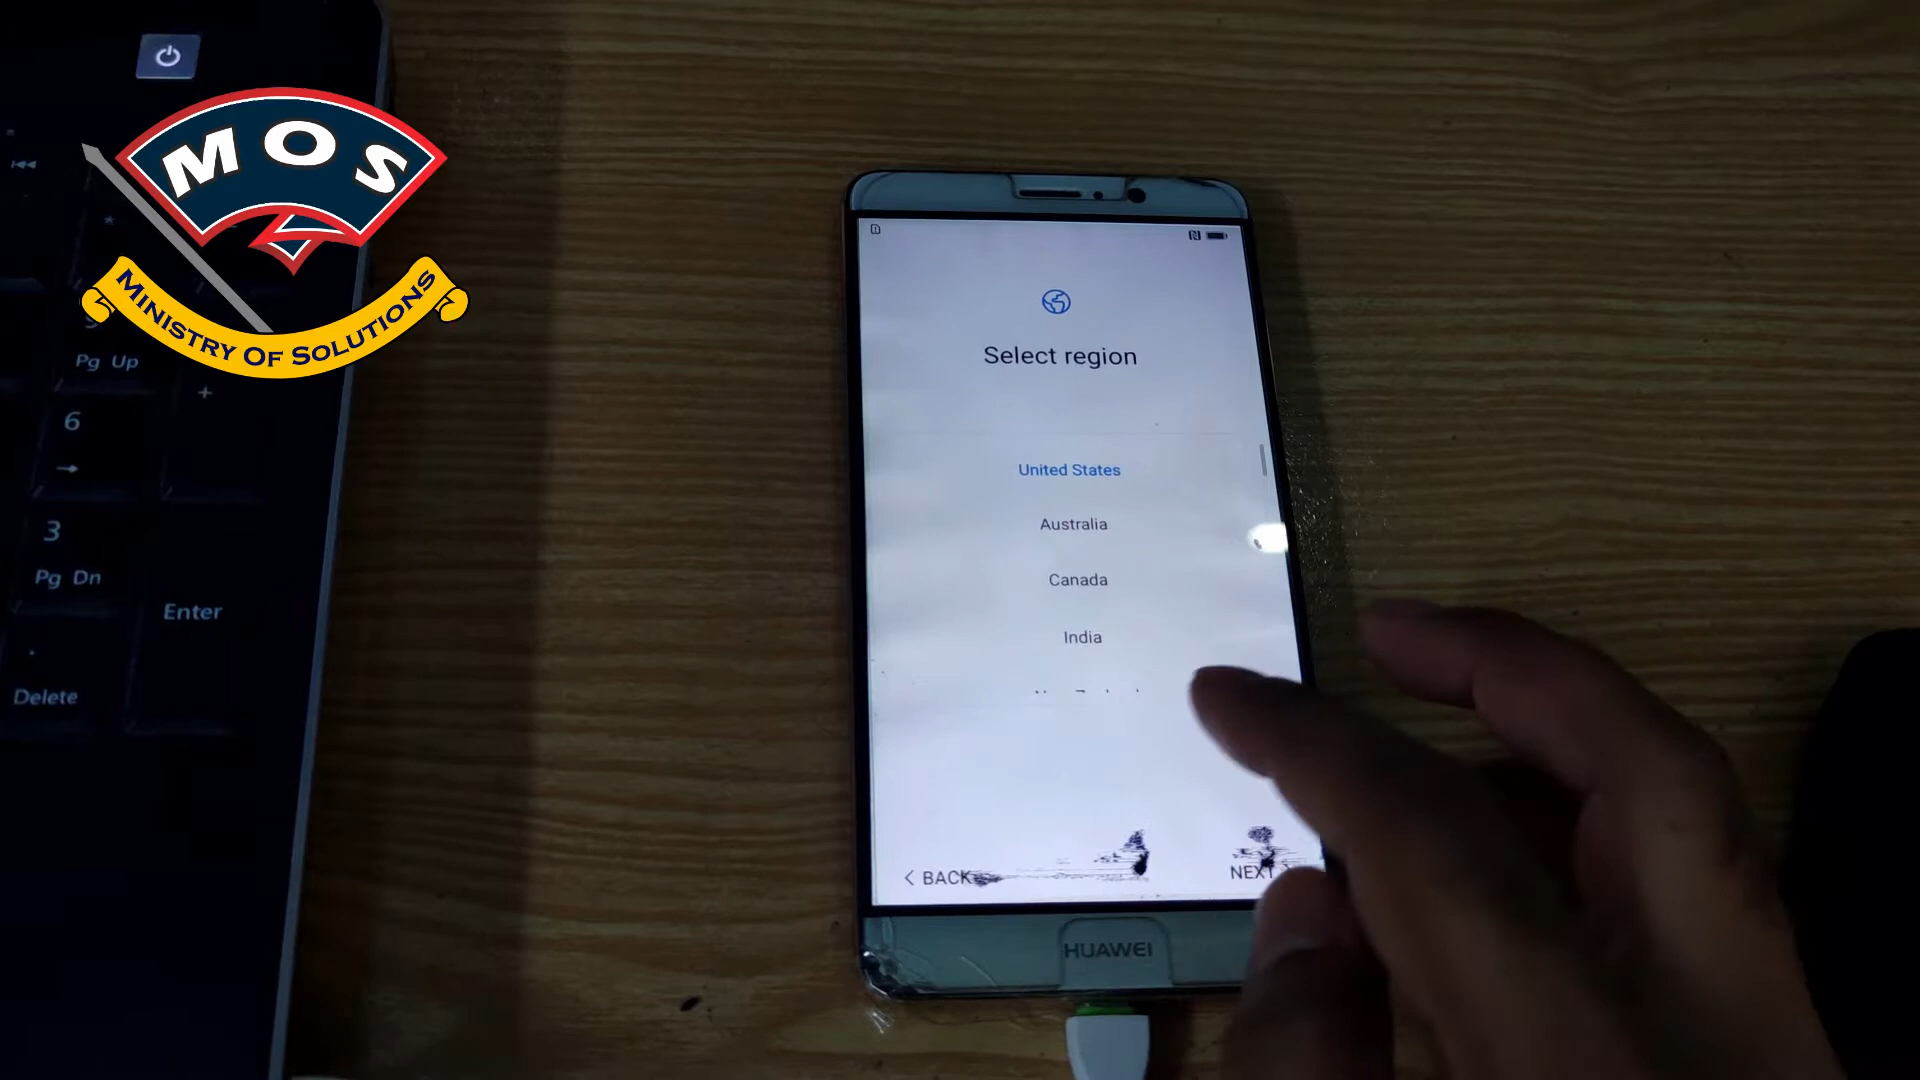 MOS
MINISTRY OF SOLUTIONS
*
9
Pg Up
+
6
→
3
Pg Dn
Enter
.
Delete
Select region
United States
Australia
Canada
India
< BACK
NEXT
HUAWEI